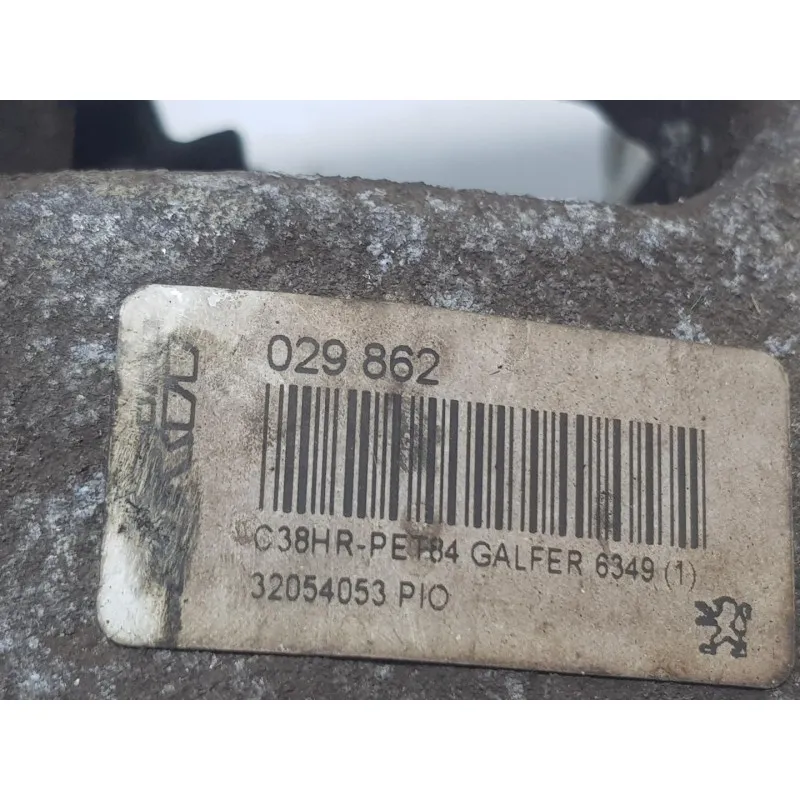 029 862
C38HR-PET84 GALFER 6349 (1)
32054053 PIO